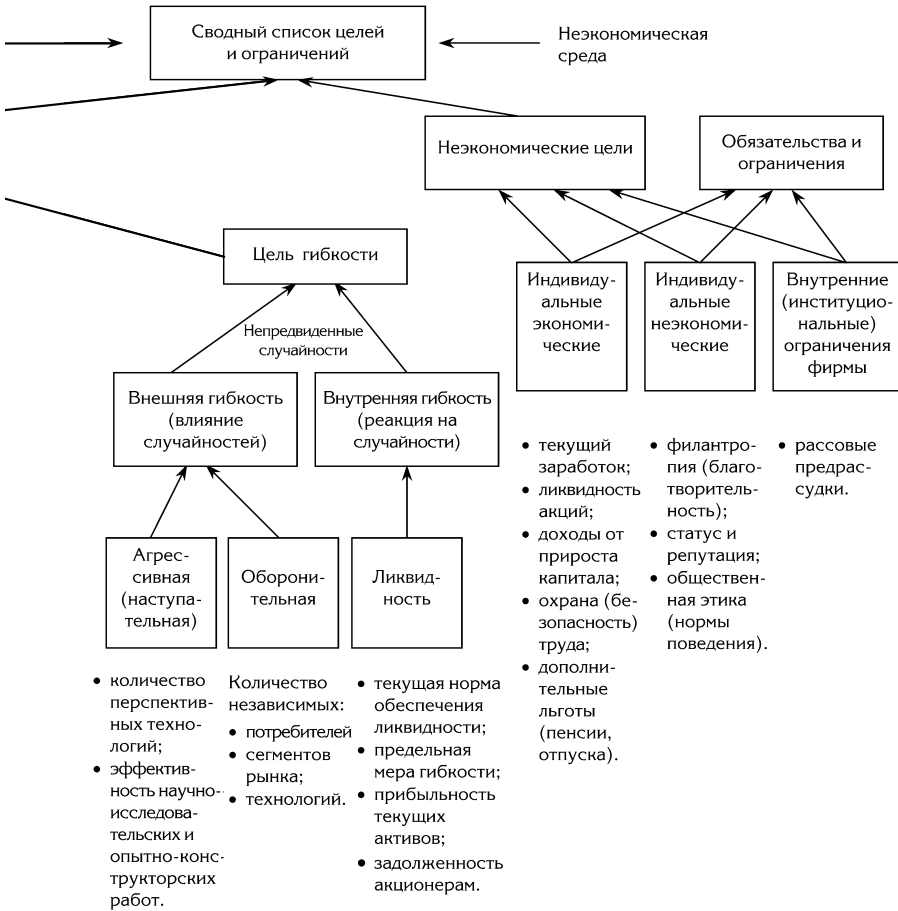 Сводный список целей
и ограничений
Неэкономическая
среда
Неэкономические цели
Обязательства и
ограничения
Цель гибкости
Индивиду-
альные
экономи-
ческие
Индивиду-
альные
неэкономи-
ческие
Внутренние
(институцио-
нальные)
ограничения
фирмы
Непредвиденные
случайности
Внешняя гибкость
(влияние
случайностей)
Внутренняя гибкость
(реакция на
случайности)
• текущий
заработок;
• ликвидность
акций;
• доходы от
прироста
капитала;
• охрана (бе-
зопасность)
труда;
• дополни-
тельные
льготы
(пенсии,
отпуска).
• филантро-
пия (благо-
творитель-
ность);
• статус и
репутация;
• обществен-
ная этика
(нормы
поведения).
• рассовые
предрас-
судки.
Агрес-
сивная
(наступа-
тельная)
Оборони-
тельная
Ликвид-
ность
• количество
перспектив-
ных техно-
логий;
• эффектив-
ность научно-
исследова-
тельских и
опытно-конс-
трукторских
работ.
Количество
независимых:
• потребителей
• сегментов
рынка;
• технологий.
• текущая норма
обеспечения
ликвидности;
• предельная
мера гибкости;
• прибыльность
текущих
активов;
• задолженность
акционерам.